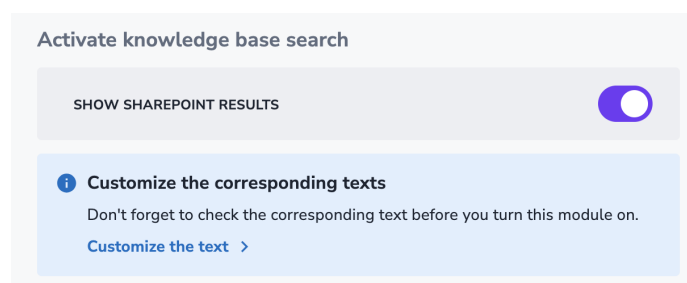 Activate knowledge base search
SHOW SHAREPOINT RESULTS
Customize the corresponding texts
Don't forget to check the corresponding text before you turn this module on.
Customize the text